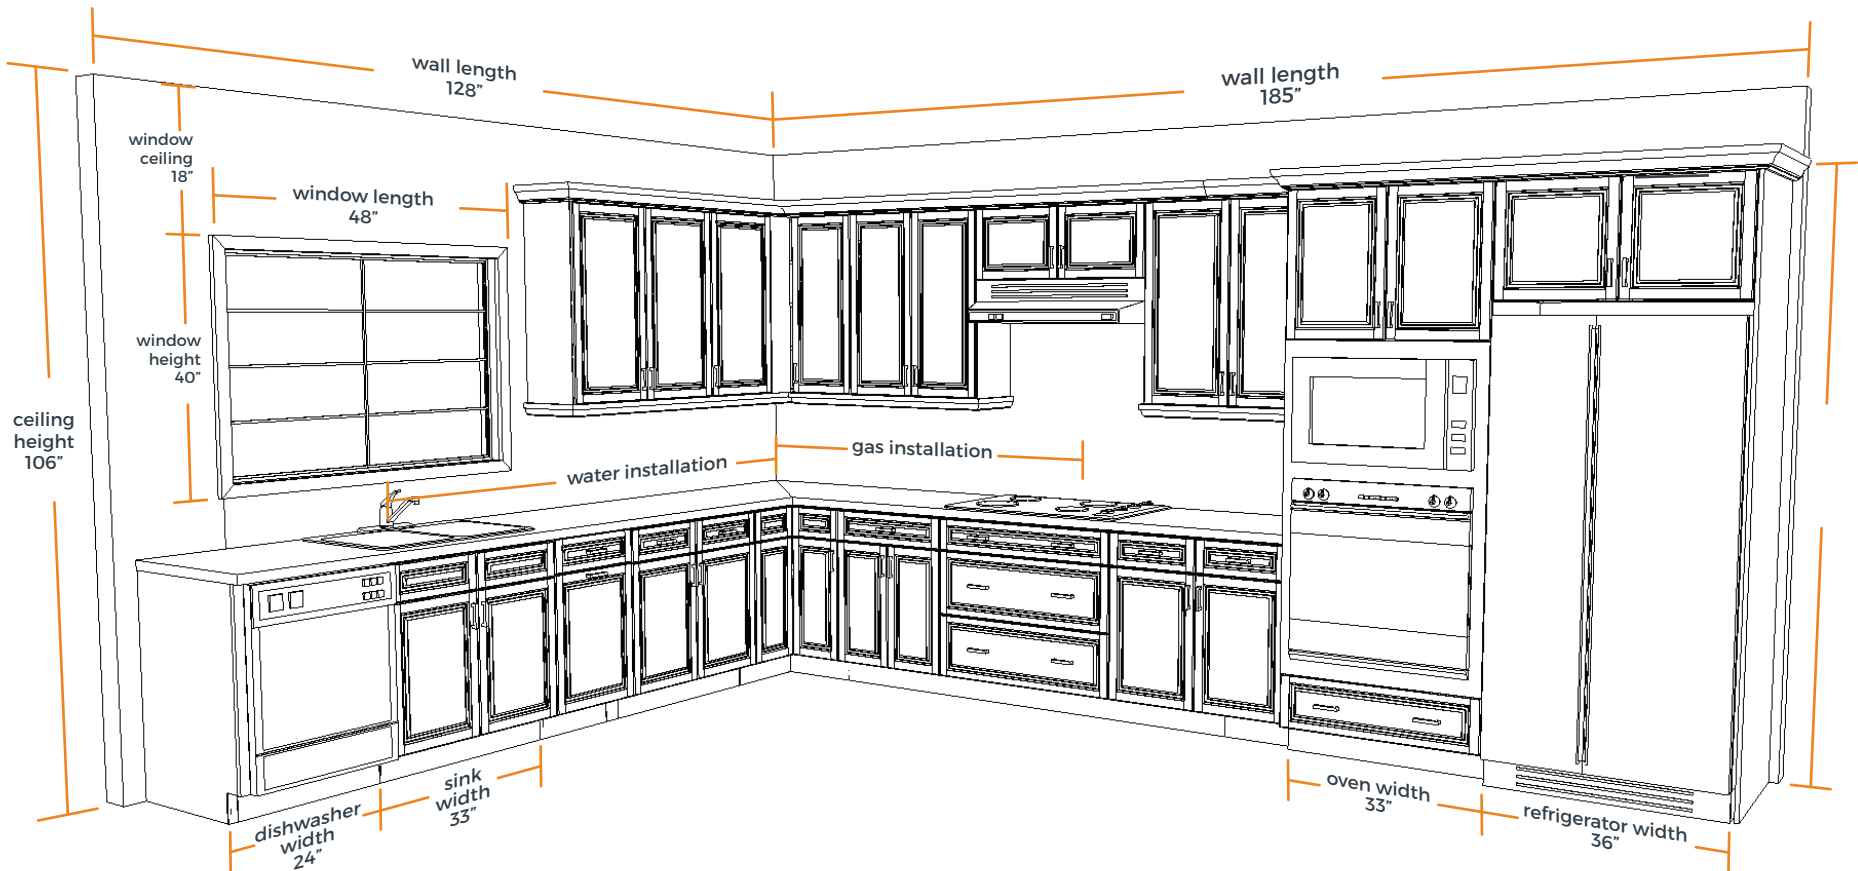 wall length
128”
wall length
185”
window
ceiling
18”
window length
48”
window
height
40”
ceiling
height
106”
water installation
gas installation
sink
width
33”
dishwasher
width
24”
oven width
33”
refrigerator width
36”